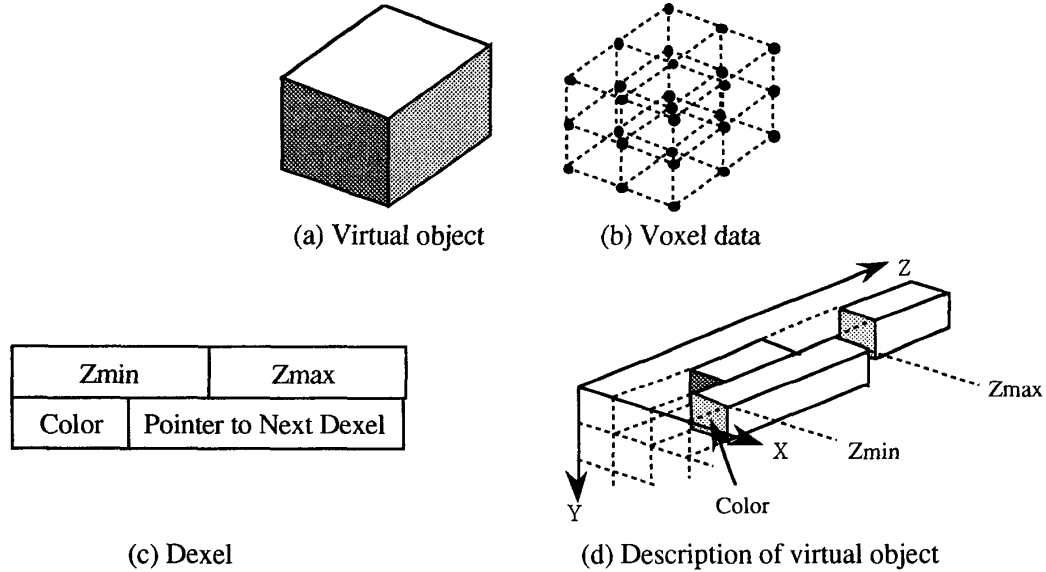 (a) Virtual object
(b) Voxel data
Zmin
Zmax
Color
Pointer to Next Dexel
(c) Dexel
Z
Zmax
X
Zmin
Color
Y
(d) Description of virtual object